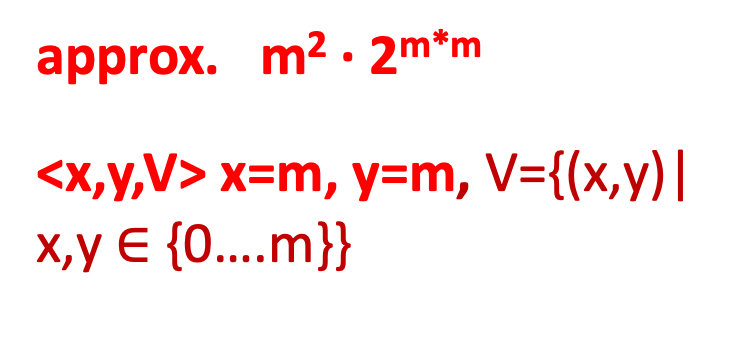 approx. m² · 2ᵐ*ᵐ
<x,y,V> x=m, y=m, V={(x,y)|
x,y ∈ {0....m}}